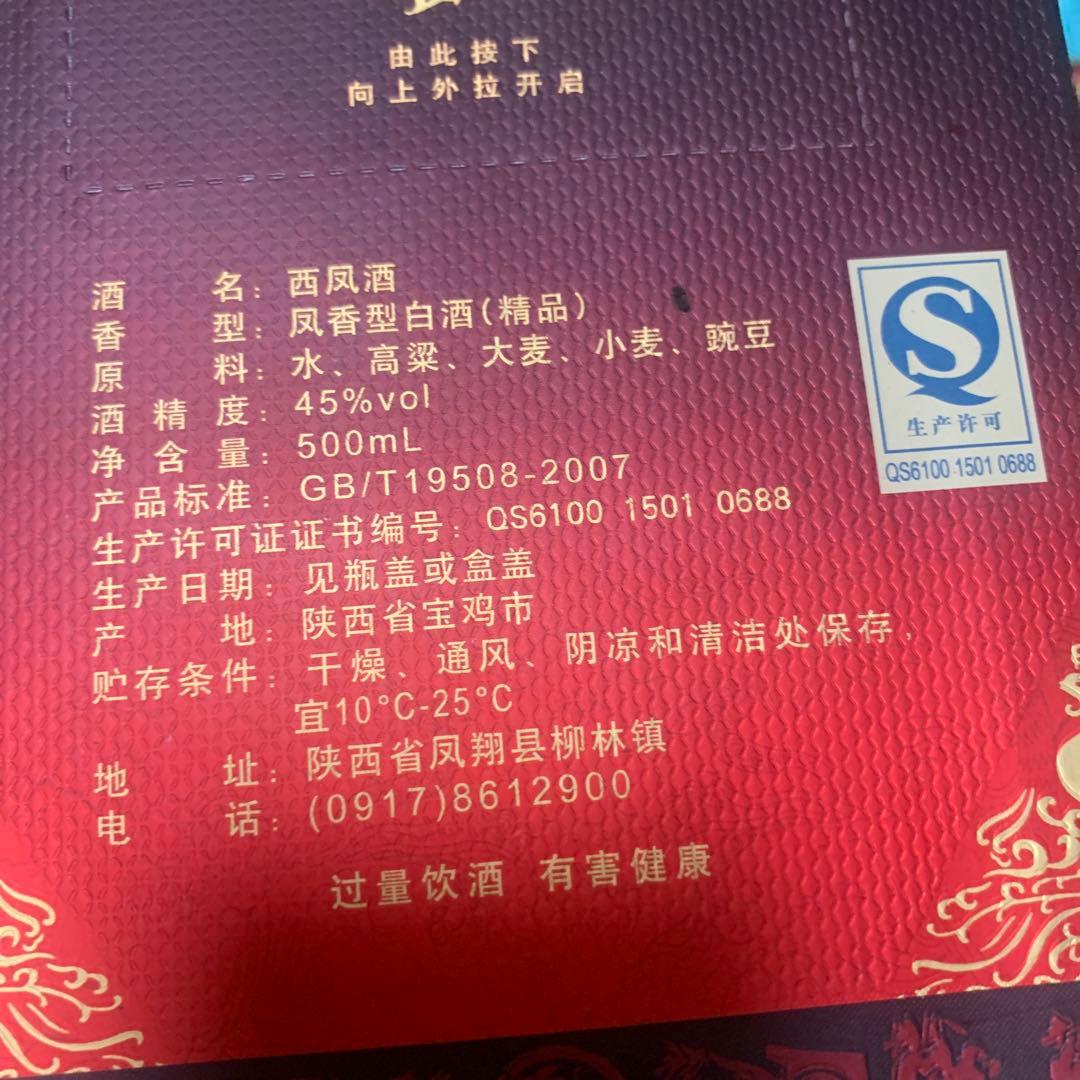 由此按下
向上外拉开启
酒名：西凤酒
香型：凤香型白酒(精品)
原料：水、高粱、大麦、小麦、豌豆
酒精度：45%vol
净含量：500mL
产品标准：GB/T19508-2007
生产许可证证书编号：QS6100 1501 0688
生产日期：见瓶盖或盒盖
产地：陕西省宝鸡市
贮存条件：干燥、通风、阴凉和清洁处保存，
宜10°C-25°C
地址：陕西省凤翔县柳林镇
电话：(0917)8612900
过量饮酒 有害健康
生产许可
QS6100 1501 0688